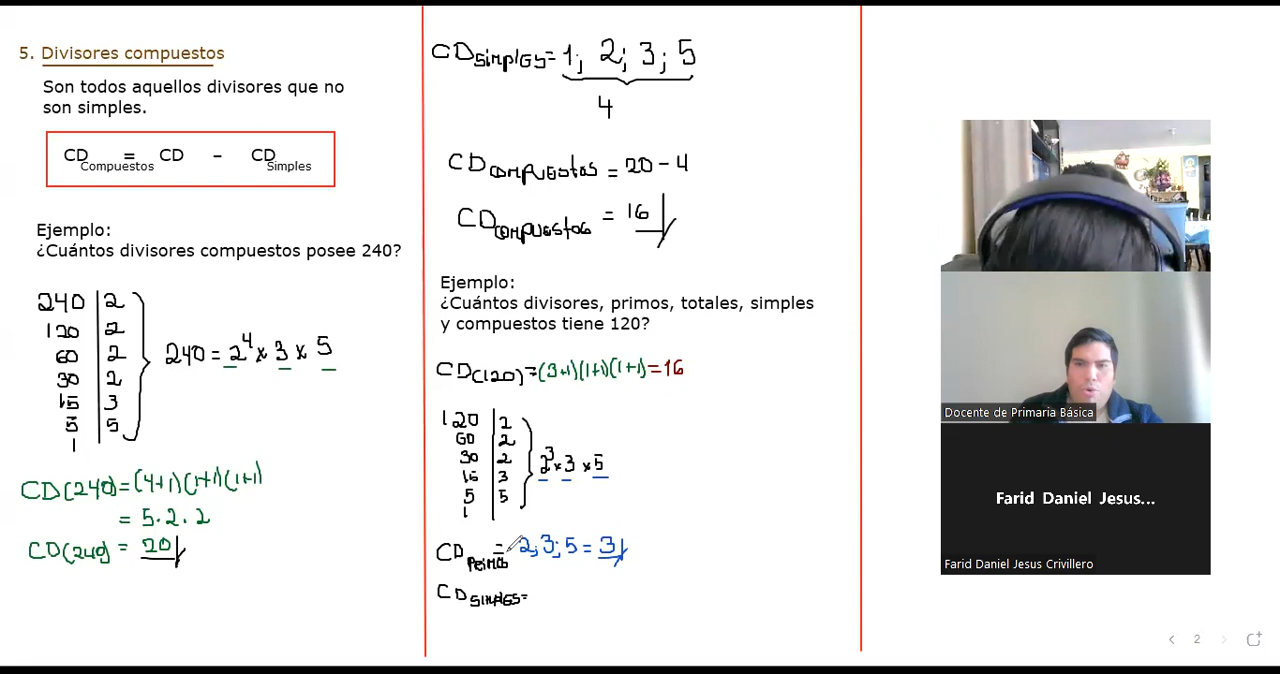 5. Divisores compuestos
Son todos aquellos divisores que no
son simples.
CD Compuestos = CD - CD Simples
Ejemplo:
¿Cuántos divisores compuestos posee 240?
240 | 2
120 | 2
60 | 2
30 | 2
15 | 3
5 | 5
1
240 = 2⁴ × 3 × 5
CD(240) = (4+1)(1+1)(1+1)
= 5·2·2
CD(240) = 20
CD simples = 1; 2; 3; 5
4
CD compuestos = 20 - 4
CD compuestos = 16
Ejemplo:
¿Cuántos divisores, primos, totales, simples
y compuestos tiene 120?
CD(120) = (3+1)(1+1)(1+1) = 16
120 | 2
60 | 2
30 | 2
15 | 3
5 | 5
1
2³ × 3 × 5
CD primos = 2; 3; 5 = 3
CD simples =
Docente de Primaria Básica
Farid Daniel Jesus...
Farid Daniel Jesus Crivillero
2